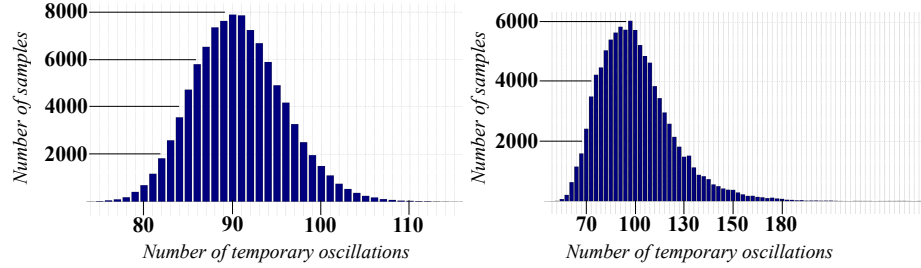 Number of samples
8000
6000
4000
2000
80 90 100 110
Number of temporary oscillations
Number of samples
6000
4000
2000
70 100 130 150 180
Number of temporary oscillations